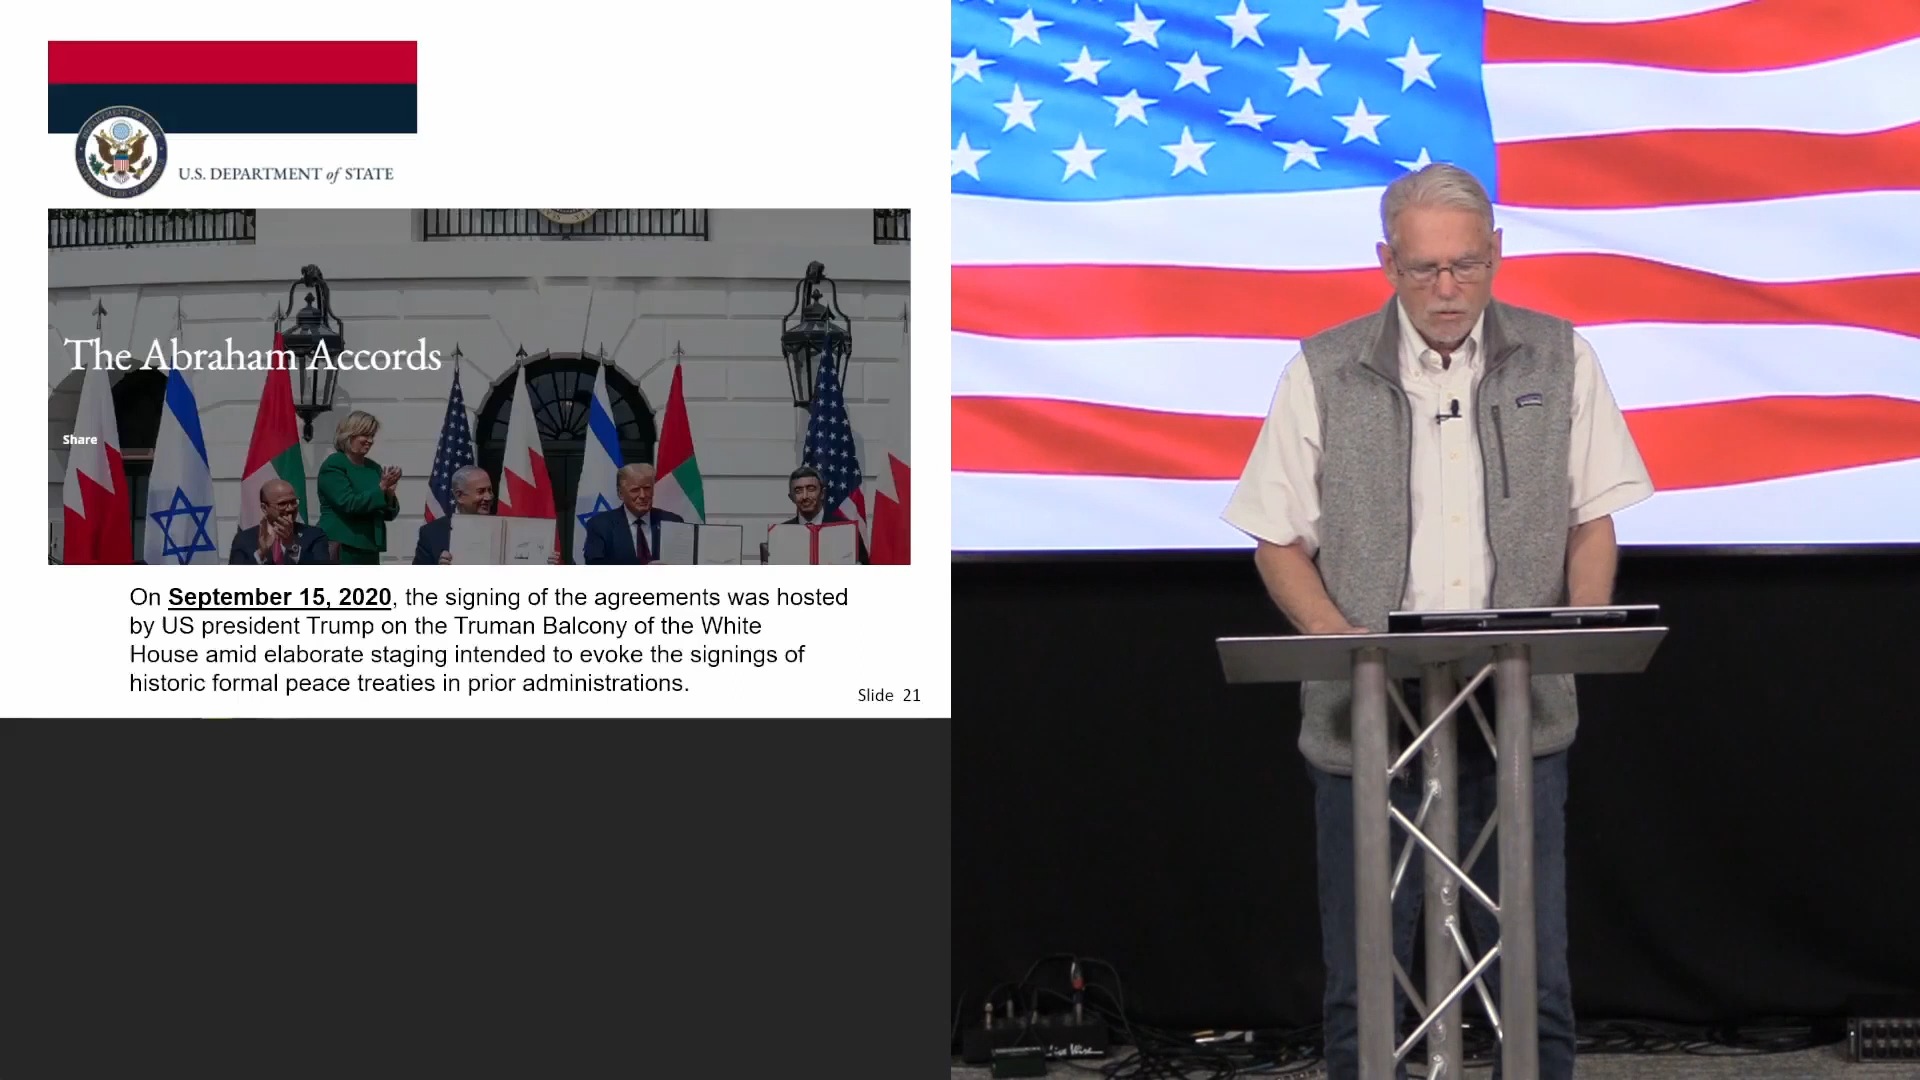 U.S. DEPARTMENT of STATE
The Abraham Accords
Share
On September 15, 2020, the signing of the agreements was hosted
by US president Trump on the Truman Balcony of the White
House amid elaborate staging intended to evoke the signings of
historic formal peace treaties in prior administrations.
Slide 21